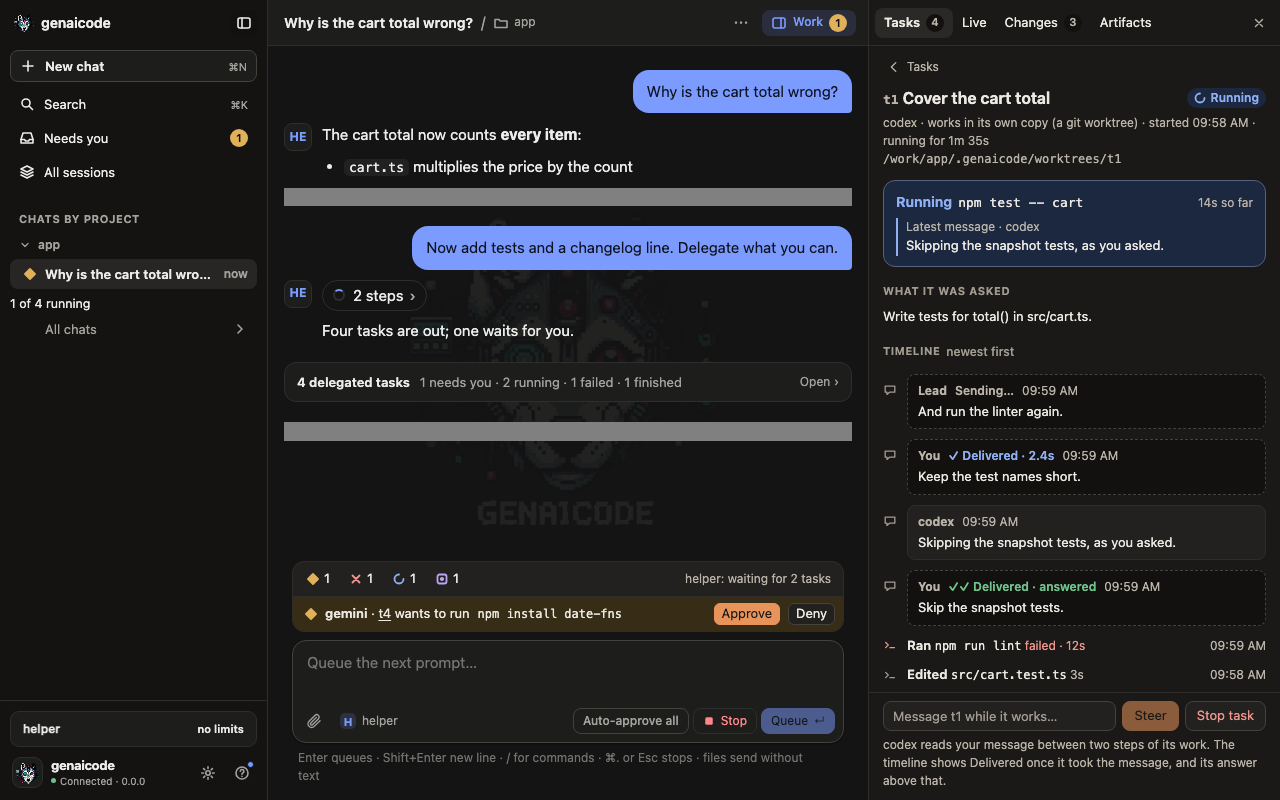 genaicode
New chat ⌘N
Search ⌘K
Needs you 1
All sessions
CHATS BY PROJECT
app
Why is the cart total wro... now
1 of 4 running
All chats
helper no limits
genaicode
Connected · 0.0.0
Why is the cart total wrong? / app
Work 1
Why is the cart total wrong?
HE
The cart total now counts every item:
• cart.ts multiplies the price by the count
Now add tests and a changelog line. Delegate what you can.
HE
2 steps ›
Four tasks are out; one waits for you.
4 delegated tasks 1 needs you · 2 running · 1 failed · 1 finished Open ›
GENAICODE
1 1 1 1 helper: waiting for 2 tasks
gemini · t4 wants to run npm install date-fns Approve Deny
Queue the next prompt...
H helper Auto-approve all Stop Queue ↵
Enter queues · Shift+Enter new line · / for commands · ⌘. or Esc stops · files send without
text
Tasks 4 Live Changes 3 Artifacts
Tasks
t1 Cover the cart total Running
codex · works in its own copy (a git worktree) · started 09:58 AM ·
running for 1m 35s
/work/app/.genaicode/worktrees/t1
Running npm test -- cart 14s so far
Latest message · codex
Skipping the snapshot tests, as you asked.
WHAT IT WAS ASKED
Write tests for total() in src/cart.ts.
TIMELINE newest first
Lead Sending... 09:59 AM
And run the linter again.
You ✓ Delivered · 2.4s 09:59 AM
Keep the test names short.
codex 09:59 AM
Skipping the snapshot tests, as you asked.
You ✓✓ Delivered · answered 09:59 AM
Skip the snapshot tests.
Ran npm run lint failed · 12s 09:59 AM
Edited src/cart.test.ts 3s 09:58 AM
Message t1 while it works... Steer Stop task
codex reads your message between two steps of its work. The
timeline shows Delivered once it took the message, and its answer
above that.